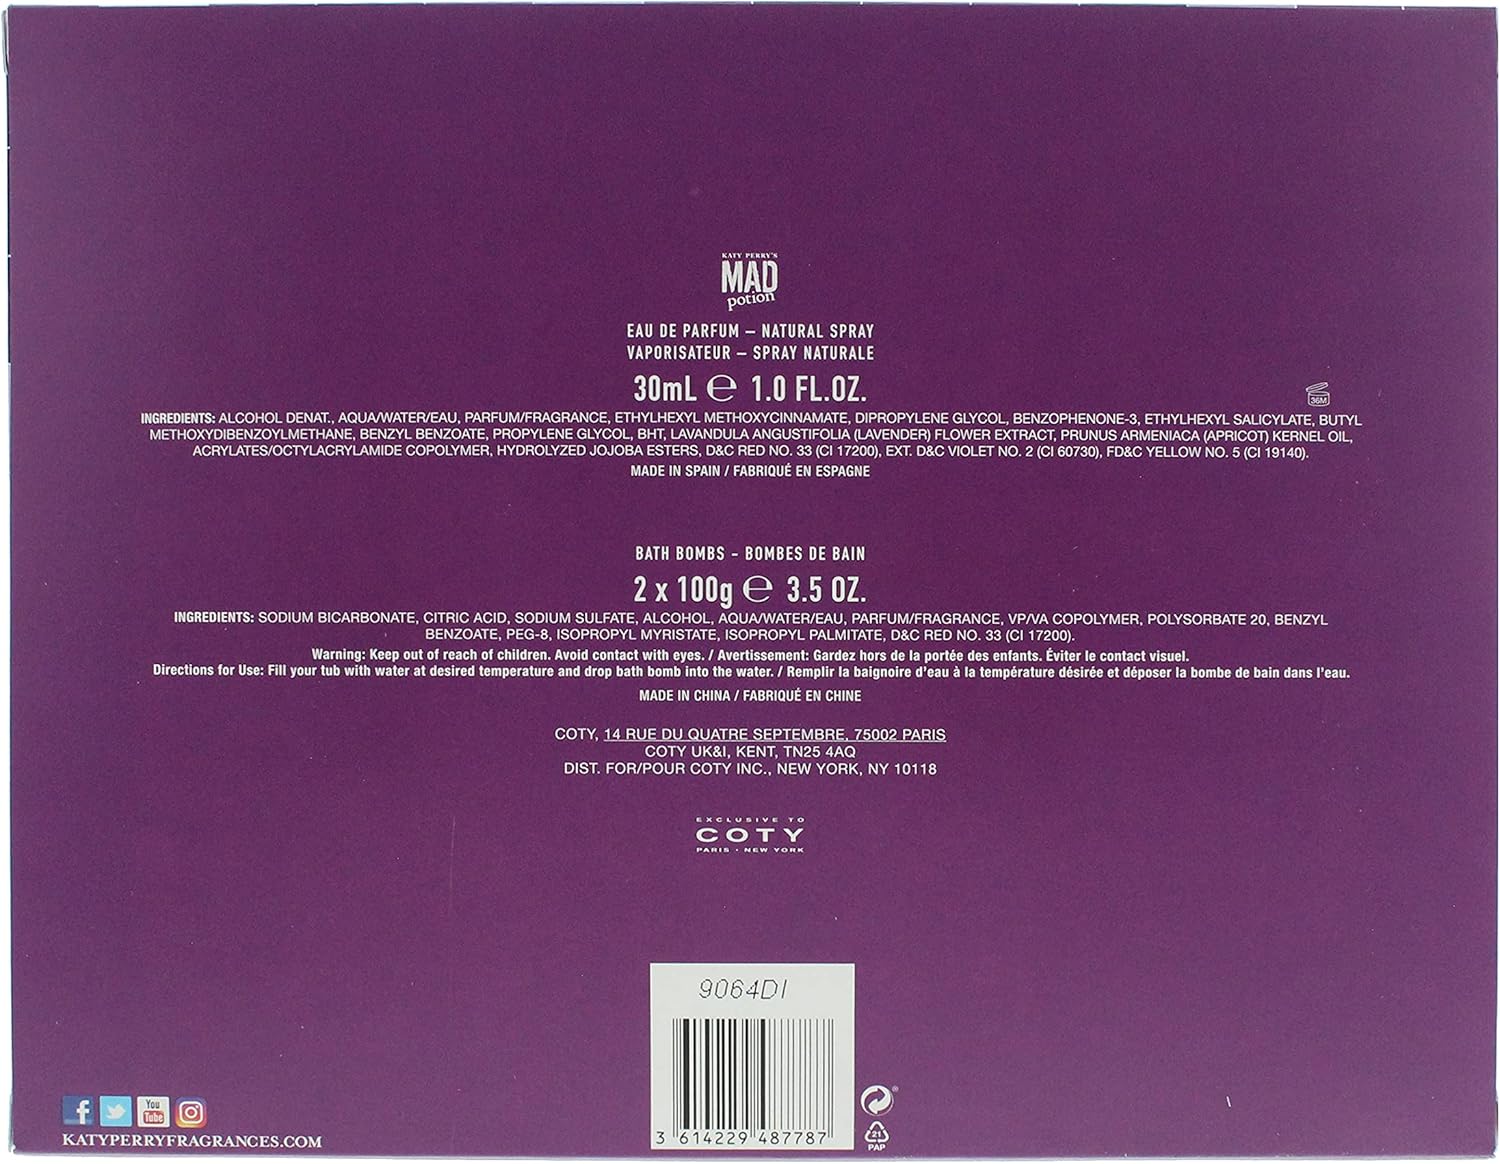 KATY PERRY'S
MAD
potion
EAU DE PARFUM – NATURAL SPRAY
VAPORISATEUR – SPRAY NATURALE
30mL ℮ 1.0 FL.OZ.
36M
INGREDIENTS: ALCOHOL DENAT., AQUA/WATER/EAU, PARFUM/FRAGRANCE, ETHYLHEXYL METHOXYCINNAMATE, DIPROPYLENE GLYCOL, BENZOPHENONE-3, ETHYLHEXYL SALICYLATE, BUTYL
METHOXYDIBENZOYLMETHANE, BENZYL BENZOATE, PROPYLENE GLYCOL, BHT, LAVANDULA ANGUSTIFOLIA (LAVENDER) FLOWER EXTRACT, PRUNUS ARMENIACA (APRICOT) KERNEL OIL,
ACRYLATES/OCTYLACRYLAMIDE COPOLYMER, HYDROLYZED JOJOBA ESTERS, D&C RED NO. 33 (CI 17200), EXT. D&C VIOLET NO. 2 (CI 60730), FD&C YELLOW NO. 5 (CI 19140).
MADE IN SPAIN / FABRIQUÉ EN ESPAGNE
BATH BOMBS - BOMBES DE BAIN
2 x 100g ℮ 3.5 OZ.
INGREDIENTS: SODIUM BICARBONATE, CITRIC ACID, SODIUM SULFATE, ALCOHOL, AQUA/WATER/EAU, PARFUM/FRAGRANCE, VP/VA COPOLYMER, POLYSORBATE 20, BENZYL
BENZOATE, PEG-8, ISOPROPYL MYRISTATE, ISOPROPYL PALMITATE, D&C RED NO. 33 (CI 17200).
Warning: Keep out of reach of children. Avoid contact with eyes. / Avertissement: Gardez hors de la portée des enfants. Éviter le contact visuel.
Directions for Use: Fill your tub with water at desired temperature and drop bath bomb into the water. / Remplir la baignoire d'eau à la température désirée et déposer la bombe de bain dans l'eau.
MADE IN CHINA / FABRIQUÉ EN CHINE
COTY, 14 RUE DU QUATRE SEPTEMBRE, 75002 PARIS
COTY UK&I, KENT, TN25 4AQ
DIST. FOR/POUR COTY INC., NEW YORK, NY 10118
EXCLUSIVE TO
COTY
PARIS · NEW YORK
9064DI
3 614229 487787
You
Tube
KATYPERRYFRAGRANCES.COM
®
21
PAP